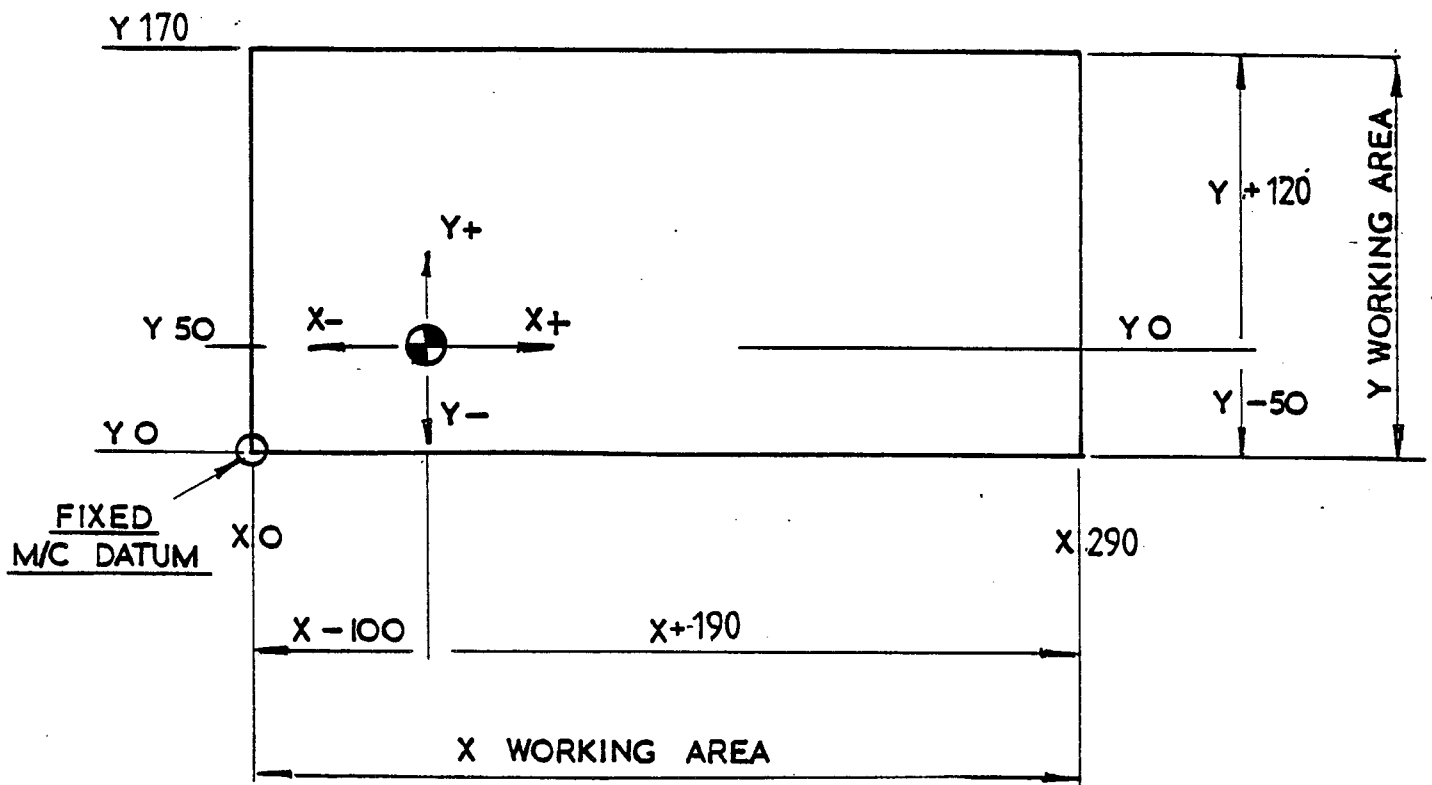 Y 170
Y +120
Y WORKING AREA
Y+
Y 50
X-
X+
Y O
Y-
Y -50
Y O
FIXED
M/C DATUM
X O
X 290
X -100
X+190
X WORKING AREA